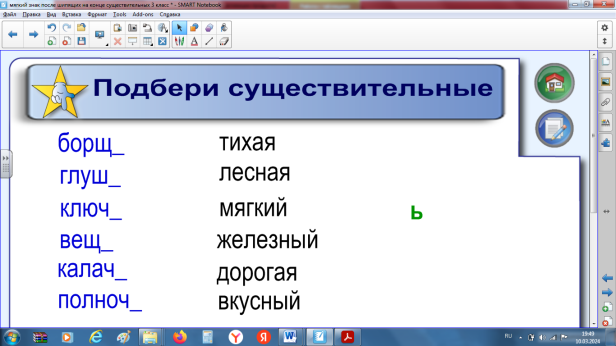 мягкий знак после шипящих на конце существительных 3 класс * - SMART Notebook
Файл Правка Вид Вставка Формат Tools Add-ons Справка
Подбери существительные
борщ_ тихая
глуш_ лесная
ключ_ мягкий
ь
вещ_ железный
калач_ дорогая
полноч_ вкусный
RU
19:49
10.03.2024